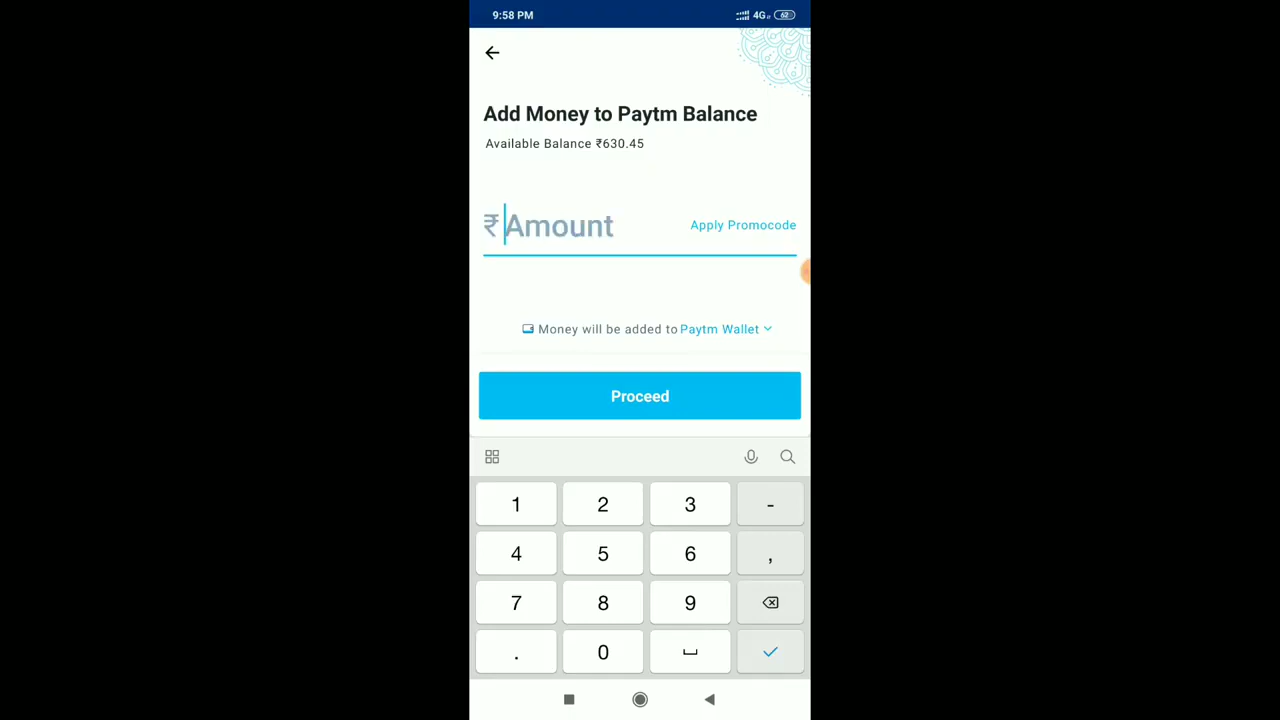 9:58 PM 4G 62
Add Money to Paytm Balance
Available Balance ₹630.45
₹ Amount Apply Promocode
Money will be added to Paytm Wallet
Proceed
1 2 3 -
4 5 6 ,
7 8 9
. 0